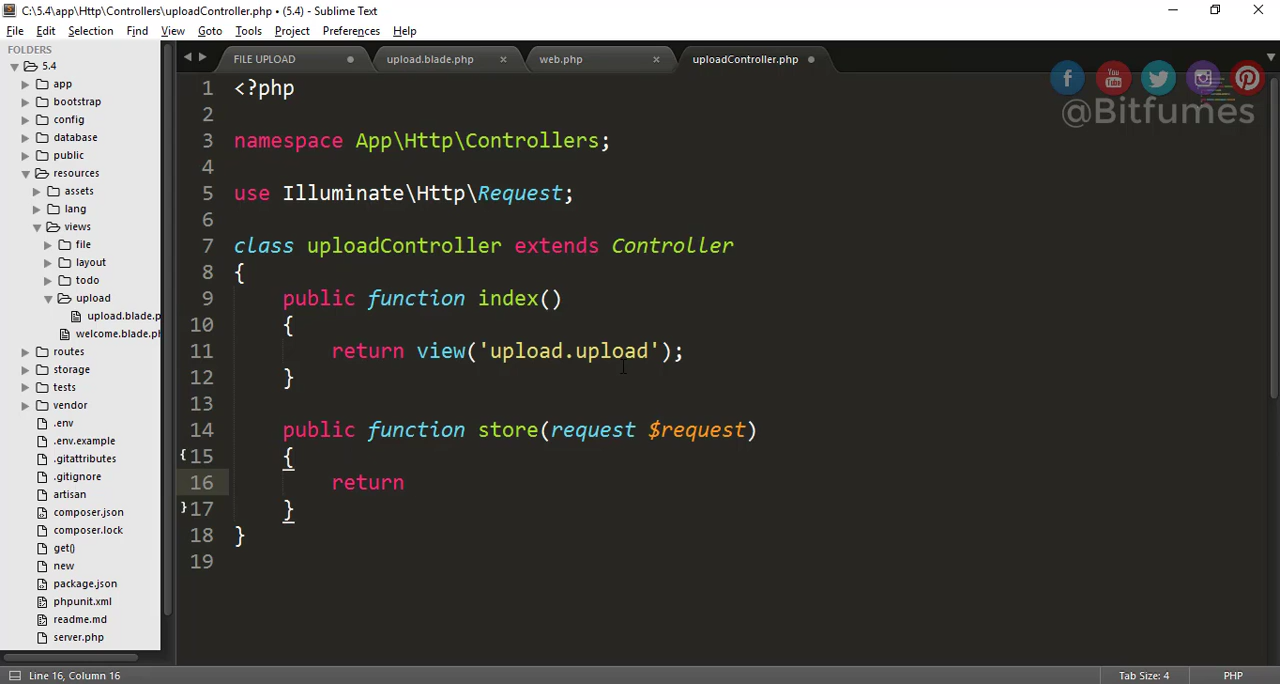 C:\5.4\app\Http\Controllers\uploadController.php • (5.4) - Sublime Text
File Edit Selection Find View Goto Tools Project Preferences Help
FOLDERS
5.4
app
bootstrap
config
database
public
resources
assets
lang
views
file
layout
todo
upload
upload.blade.p
welcome.blade.ph
routes
storage
tests
vendor
.env
.env.example
.gitattributes
.gitignore
artisan
composer.json
composer.lock
get()
new
package.json
phpunit.xml
readme.md
server.php
FILE UPLOAD upload.blade.php × web.php × uploadController.php
You
@Bitfumes
1 <?php
2
3 namespace App\Http\Controllers;
4
5 use Illuminate\Http\Request;
6
7 class uploadController extends Controller
8 {
9 public function index()
10 {
11 return view('upload.upload');
12 }
13
14 public function store(request $request)
15 {
16 return
17 }
18 }
19
Line 16, Column 16 Tab Size: 4 PHP